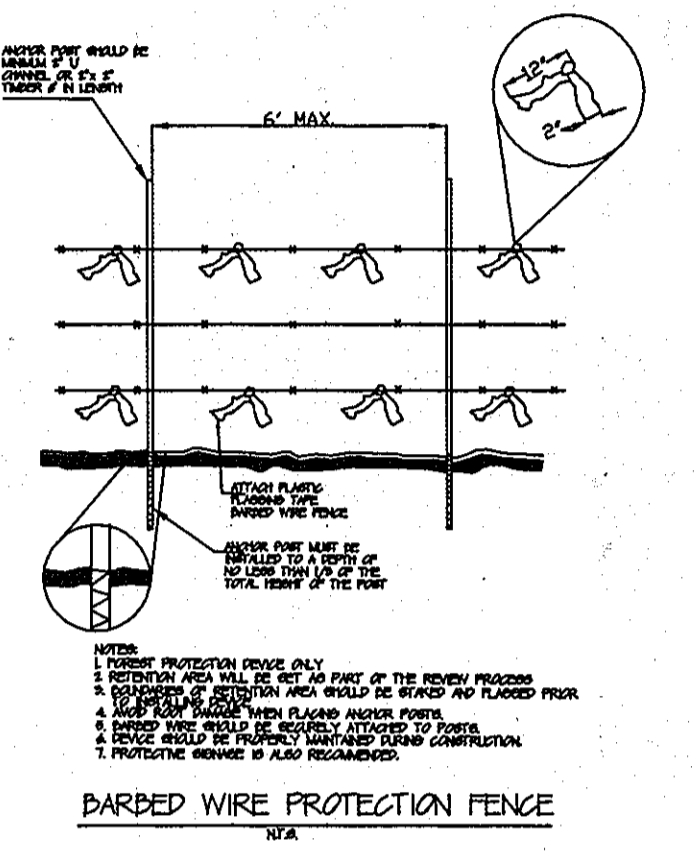 ANCHOR POST SHOULD BE
MINIMUM 2" U
CHANNEL OR 2"x 2"
TIMBER 6' IN LENGTH
6' MAX.
12"
2"
ATTACH PLASTIC
FLAGGING TAPE
BARBED WIRE FENCE
ANCHOR POST MUST BE
INSTALLED TO A DEPTH OF
NO LESS THAN 1/3 OF THE
TOTAL HEIGHT OF THE POST
NOTES:
1. FOREST PROTECTION DEVICE ONLY
2. RETENTION AREA WILL BE SET AS PART OF THE REVIEW PROCESS
3. BOUNDARIES OF RETENTION AREA SHOULD BE STAKED AND FLAGGED PRIOR
TO INSTALLING DEVICE.
4. AVOID ROOT DAMAGE WHEN PLACING ANCHOR POSTS.
5. BARBED WIRE SHOULD BE SECURELY ATTACHED TO POSTS.
6. DEVICE SHOULD BE PROPERLY MAINTAINED DURING CONSTRUCTION.
7. PROTECTIVE SIGNAGE IS ALSO RECOMMENDED.
BARBED WIRE PROTECTION FENCE
N.T.S.